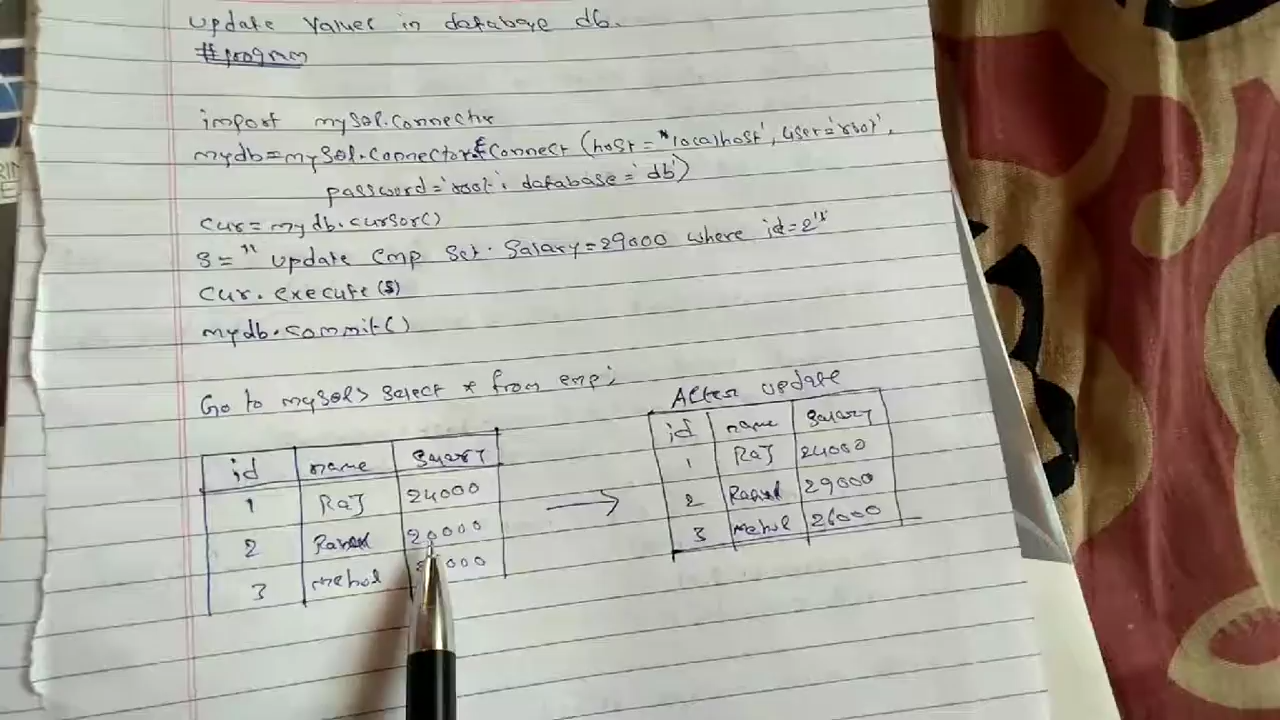 update values in database db.
#program
import mysql.connector
mydb=mysql.connector.connect (host = "localhost', user='root',
password='root', database='db')
cur=mydb.cursor()
s=" update emp set salary=29000 where id=2"
cur.execute(s)
mydb.commit()
Go to mysql> select * from emp;
After update
id name salary
1 Raj 24000
2 20000
3 mehul 000
id name salary
1 Raj 24000
2 29000
3 mehul 26000